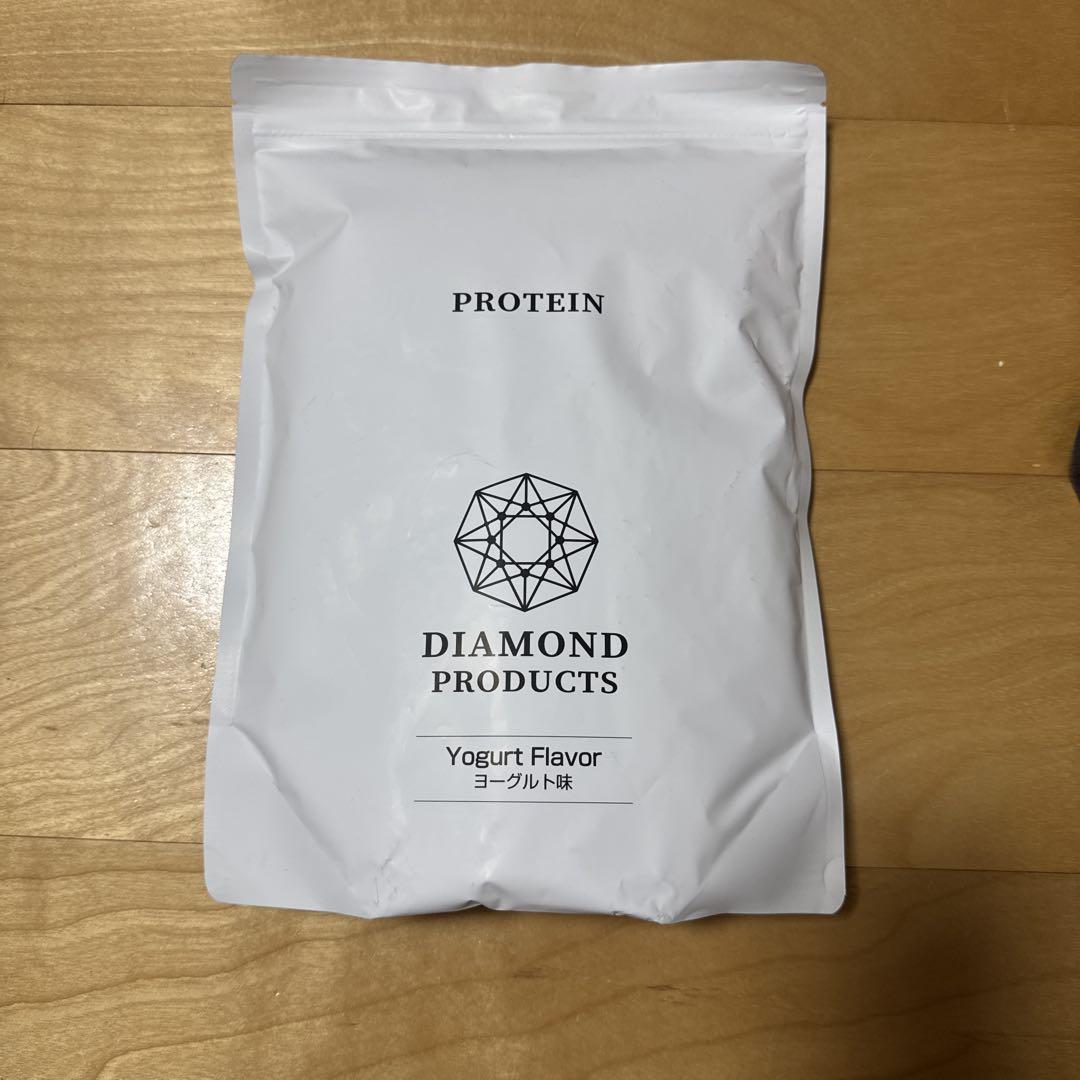 PROTEIN
DIAMOND
PRODUCTS
Yogurt Flavor
ヨーグルト味